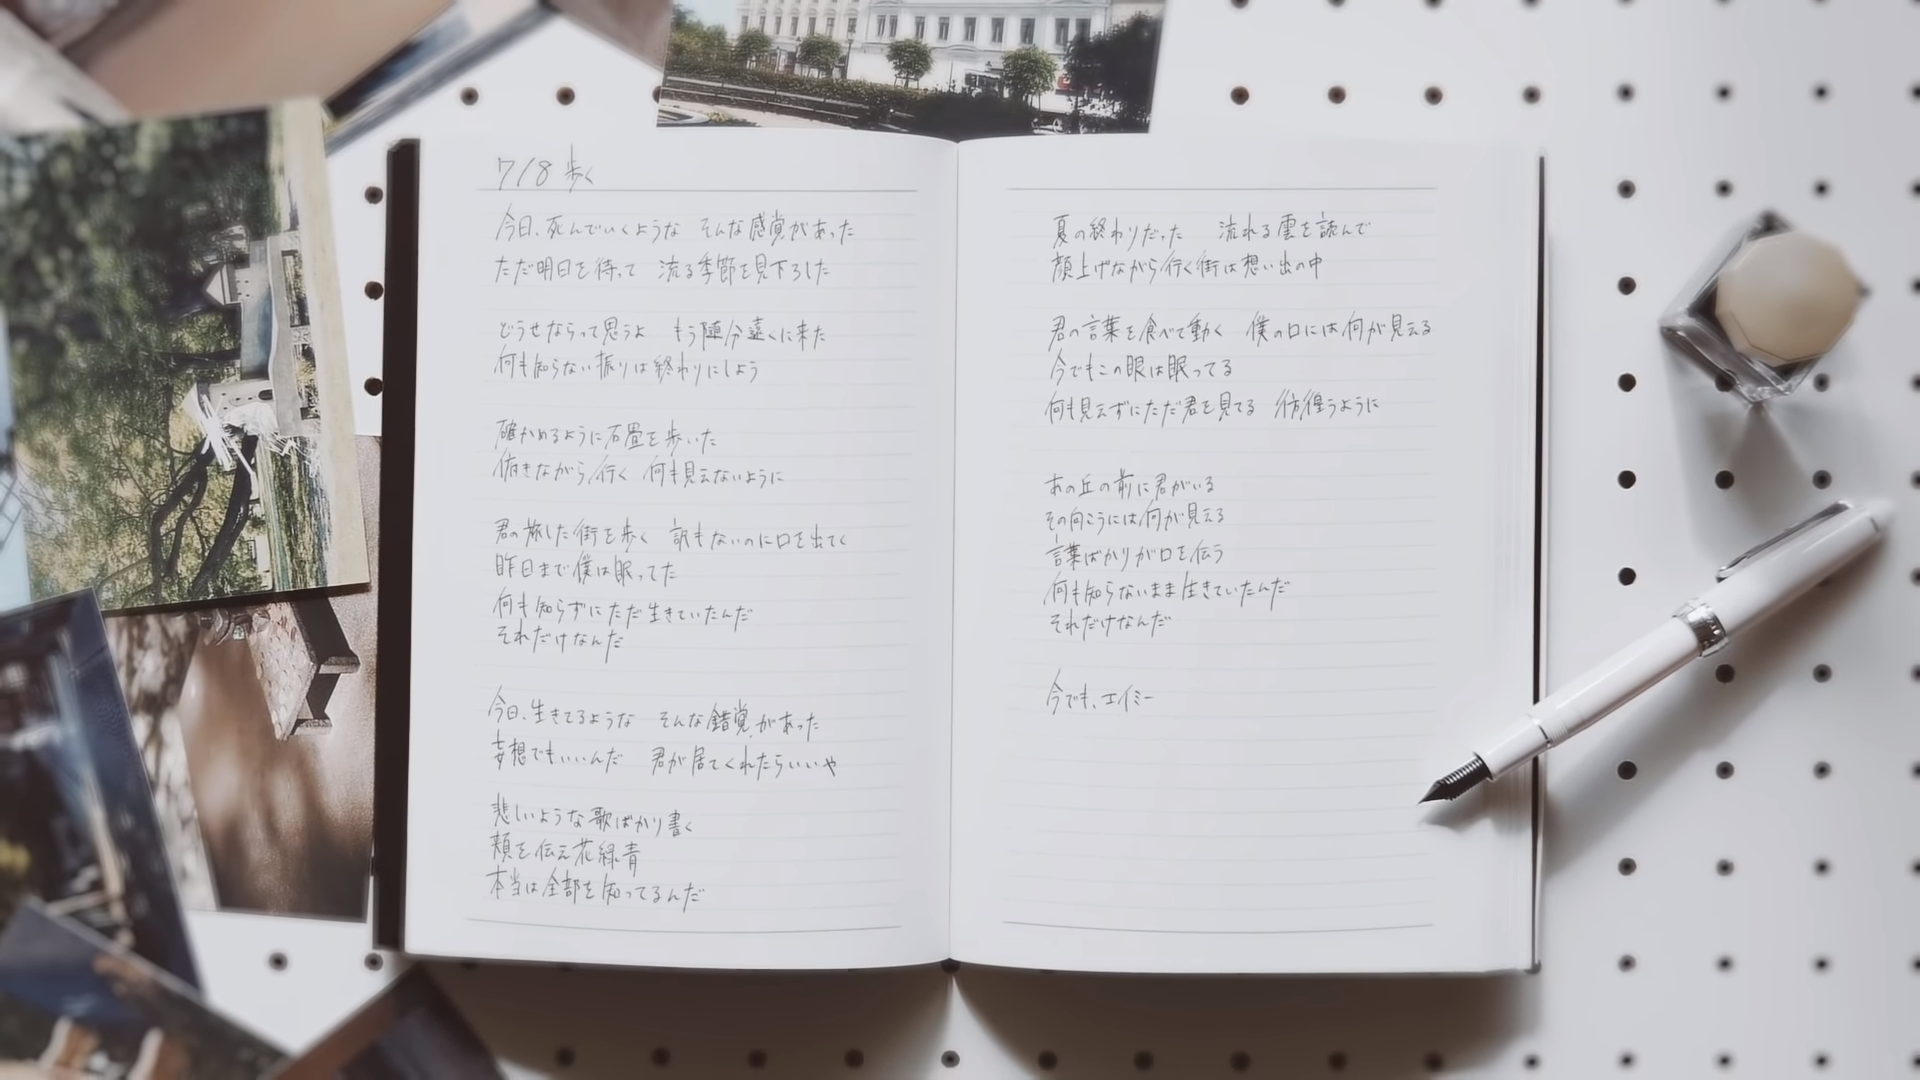 7/8 歩く
今日、死んでいくような そんな感覚があった
ただ明日を待って 流る季節を見下ろした
どうせならって思うよ もう随分遠くに来た
何も知らない振りは終わりにしよう
確かめるように石畳を歩いた
俯きながら行く 何も見えないように
君の旅した街を歩く 訳もないのに口を出てく
昨日まで僕は眠ってた
何も知らずにただ生きていたんだ
それだけなんだ
今日、生きてるような そんな錯覚があった
妄想でもいいんだ 君が居てくれたらいいや
悲しいような歌ばかり書く
頬を伝え花緑青
本当は全部を知ってるんだ
夏の終わりだった 流れる雲を読んで
顔上げながら行く街は想い出の中
君の言葉を食べて動く 僕の口には何が見える
今でもこの眼は眠ってる
何も見えずにただ君を見てる 彷徨うように
あの丘の前に君がいる
その向こうには何が見える
言葉ばかりが口を伝う
何も知らないまま生きていたんだ
それだけなんだ
今でも、エイミー